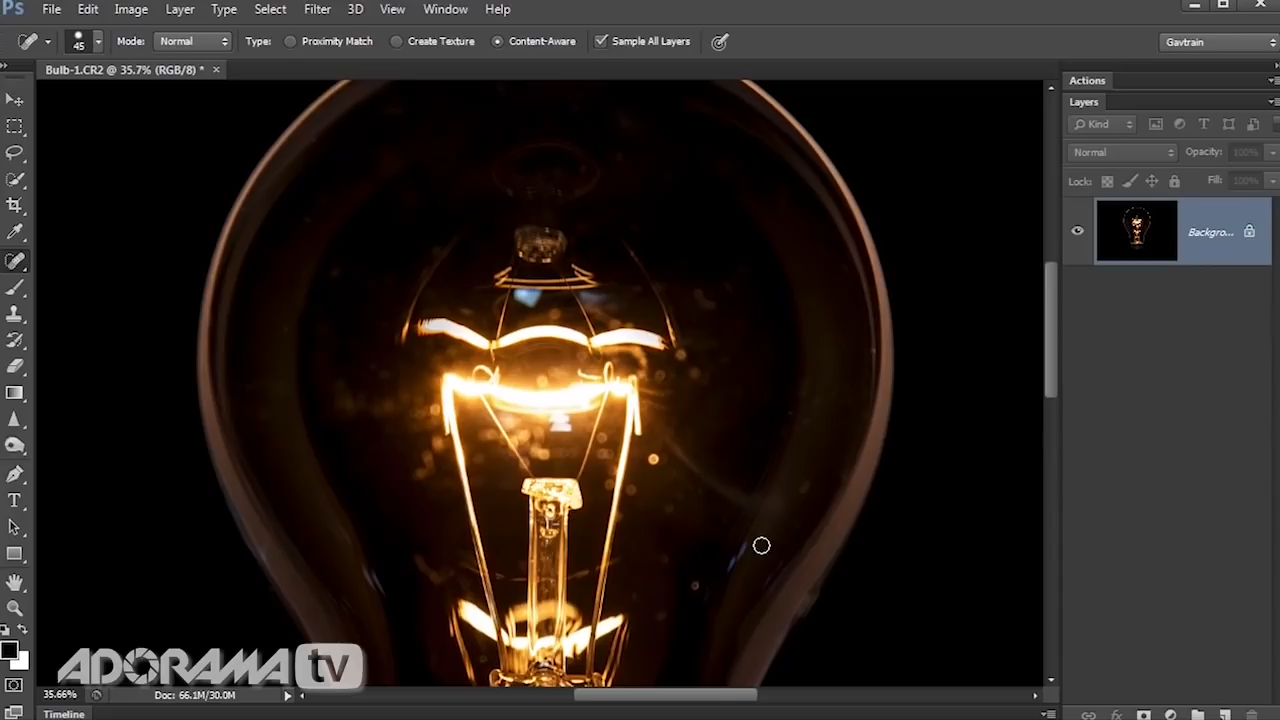 Ps File Edit Image Layer Type Select Filter 3D View Window Help
45 Mode: Normal Type: Proximity Match Create Texture Content-Aware Sample All Layers Gavtrain
Bulb-1.CR2 @ 35.7% (RGB/8) * ×
Actions
Layers
Kind
Normal Opacity: 100%
Lock: Fill: 100%
Backgro...
ADORAMA tv
35.66% Doc: 66.1M/30.0M
Timeline